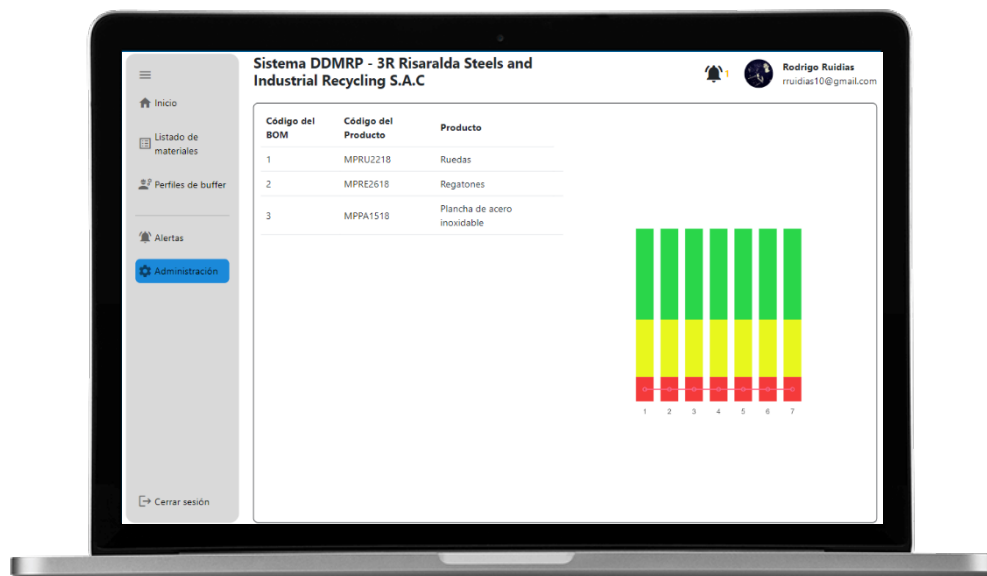 Sistema DDMRP - 3R Risaralda Steels and
Industrial Recycling S.A.C
1
Rodrigo Ruidias
rruidias10@gmail.com
Inicio
Listado de
materiales
Perfiles de buffer
Alertas
Administración
Cerrar sesión
Código del
BOM
Código del
Producto
Producto
1
MPRU2218
Ruedas
2
MPRE2618
Regatones
3
MPPA1518
Plancha de acero
inoxidable
1 2 3 4 5 6 7